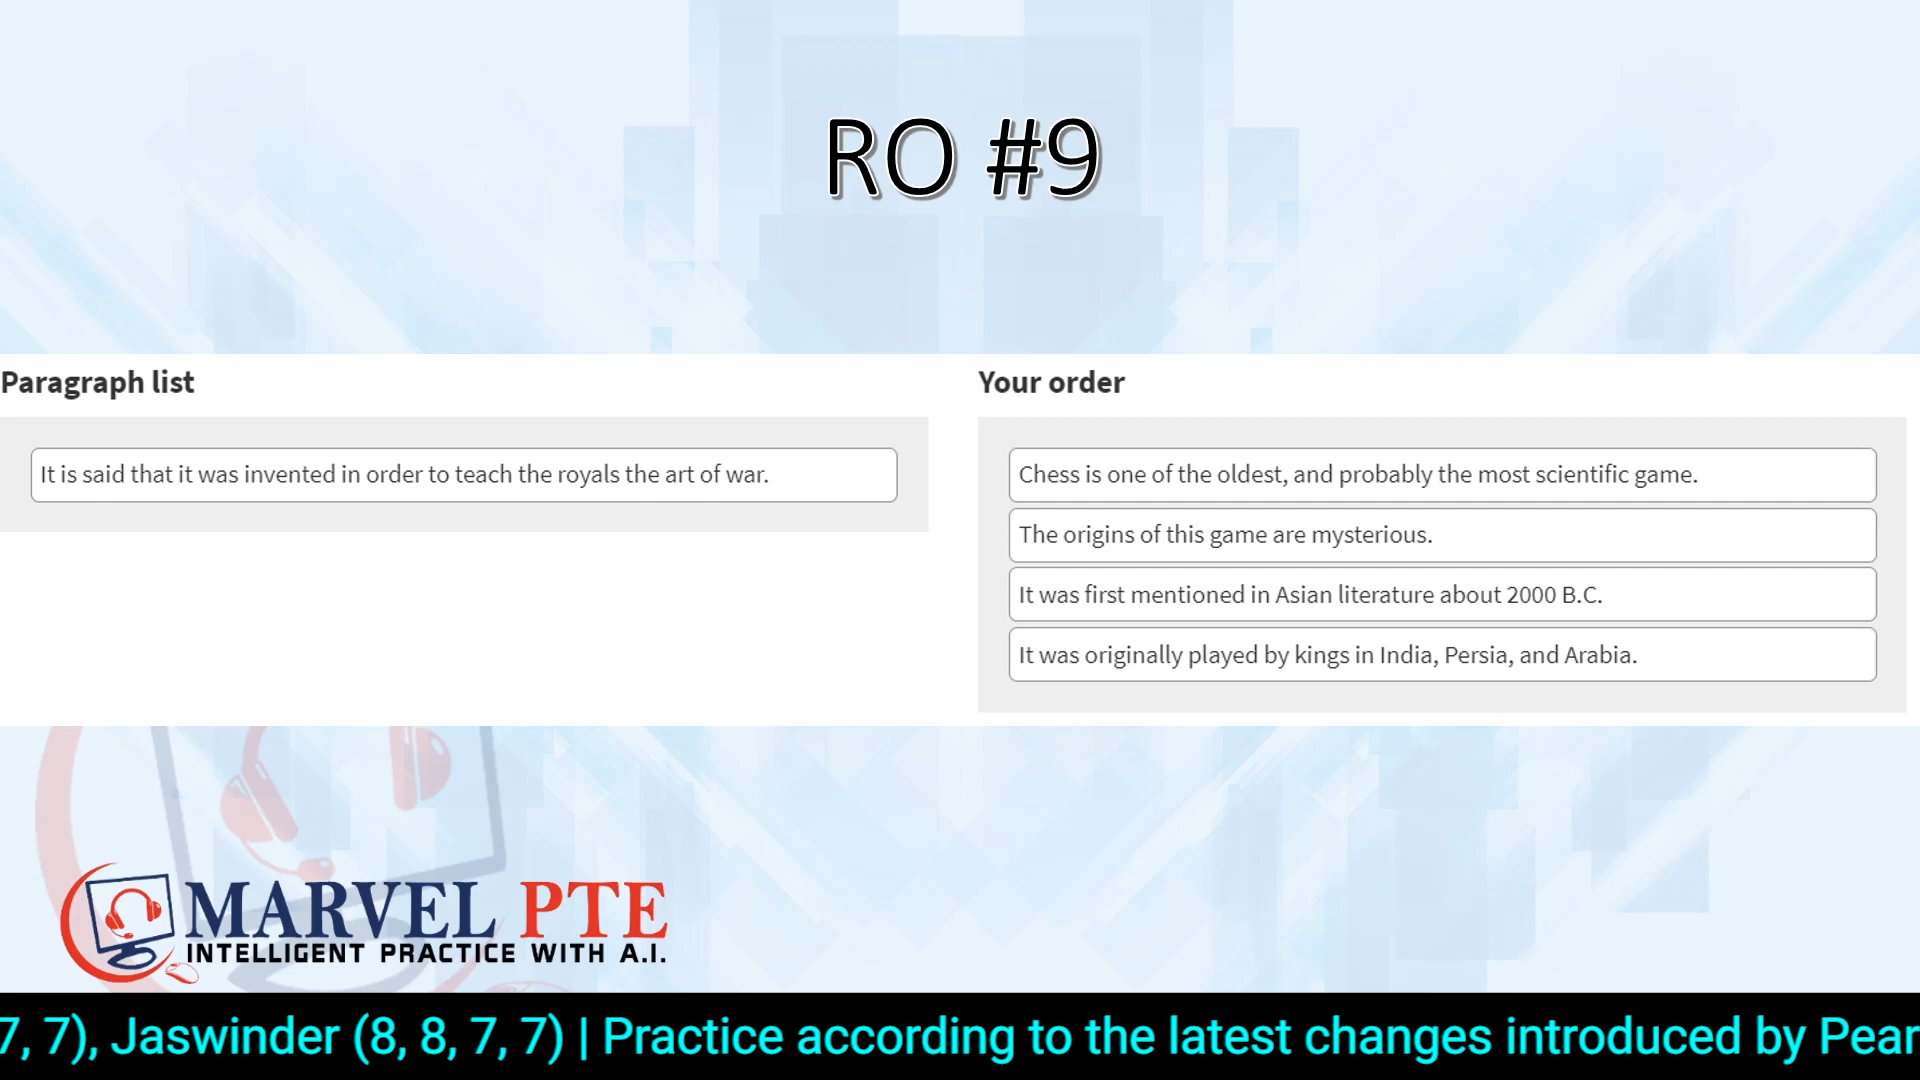 RO #9
Paragraph list
It is said that it was invented in order to teach the royals the art of war.
Your order
Chess is one of the oldest, and probably the most scientific game.
The origins of this game are mysterious.
It was first mentioned in Asian literature about 2000 B.C.
It was originally played by kings in India, Persia, and Arabia.
MARVEL PTE
INTELLIGENT PRACTICE WITH A.I.
7, 7), Jaswinder (8, 8, 7, 7) | Practice according to the latest changes introduced by Pear